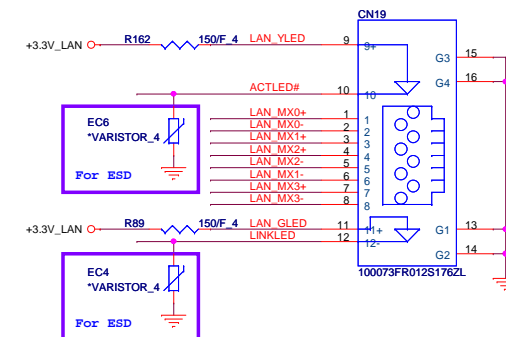 CN19
+3.3V_LAN R162 150/F_4 LAN_YLED 9 9+
G3 15
G4 16
ACTLED# 10 10
EC6
*VARISTOR_4
For ESD
LAN_MX0+ 1 1
LAN_MX0- 2 2
LAN_MX1+ 3 3
LAN_MX2+ 4 4
LAN_MX2- 5 5
LAN_MX1- 6 6
LAN_MX3+ 7 7
LAN_MX3- 8 8
+3.3V_LAN R89 150/F_4 LAN_GLED 11 11+
G1 13
LINKLED 12 12-
G2 14
100073FR012S176ZL
EC4
*VARISTOR_4
For ESD